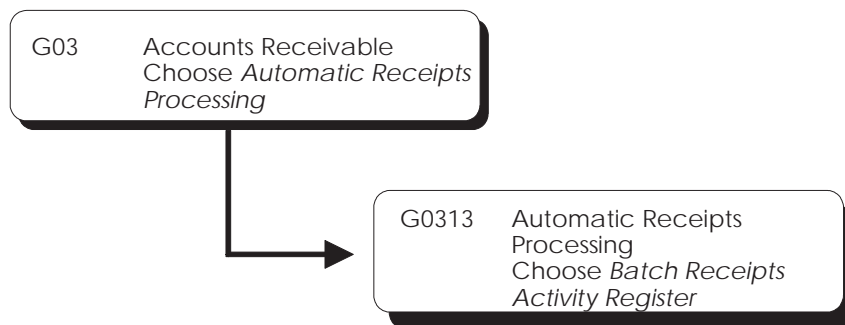 G03 Accounts Receivable
Choose Automatic Receipts
Processing
G0313 Automatic Receipts
Processing
Choose Batch Receipts
Activity Register